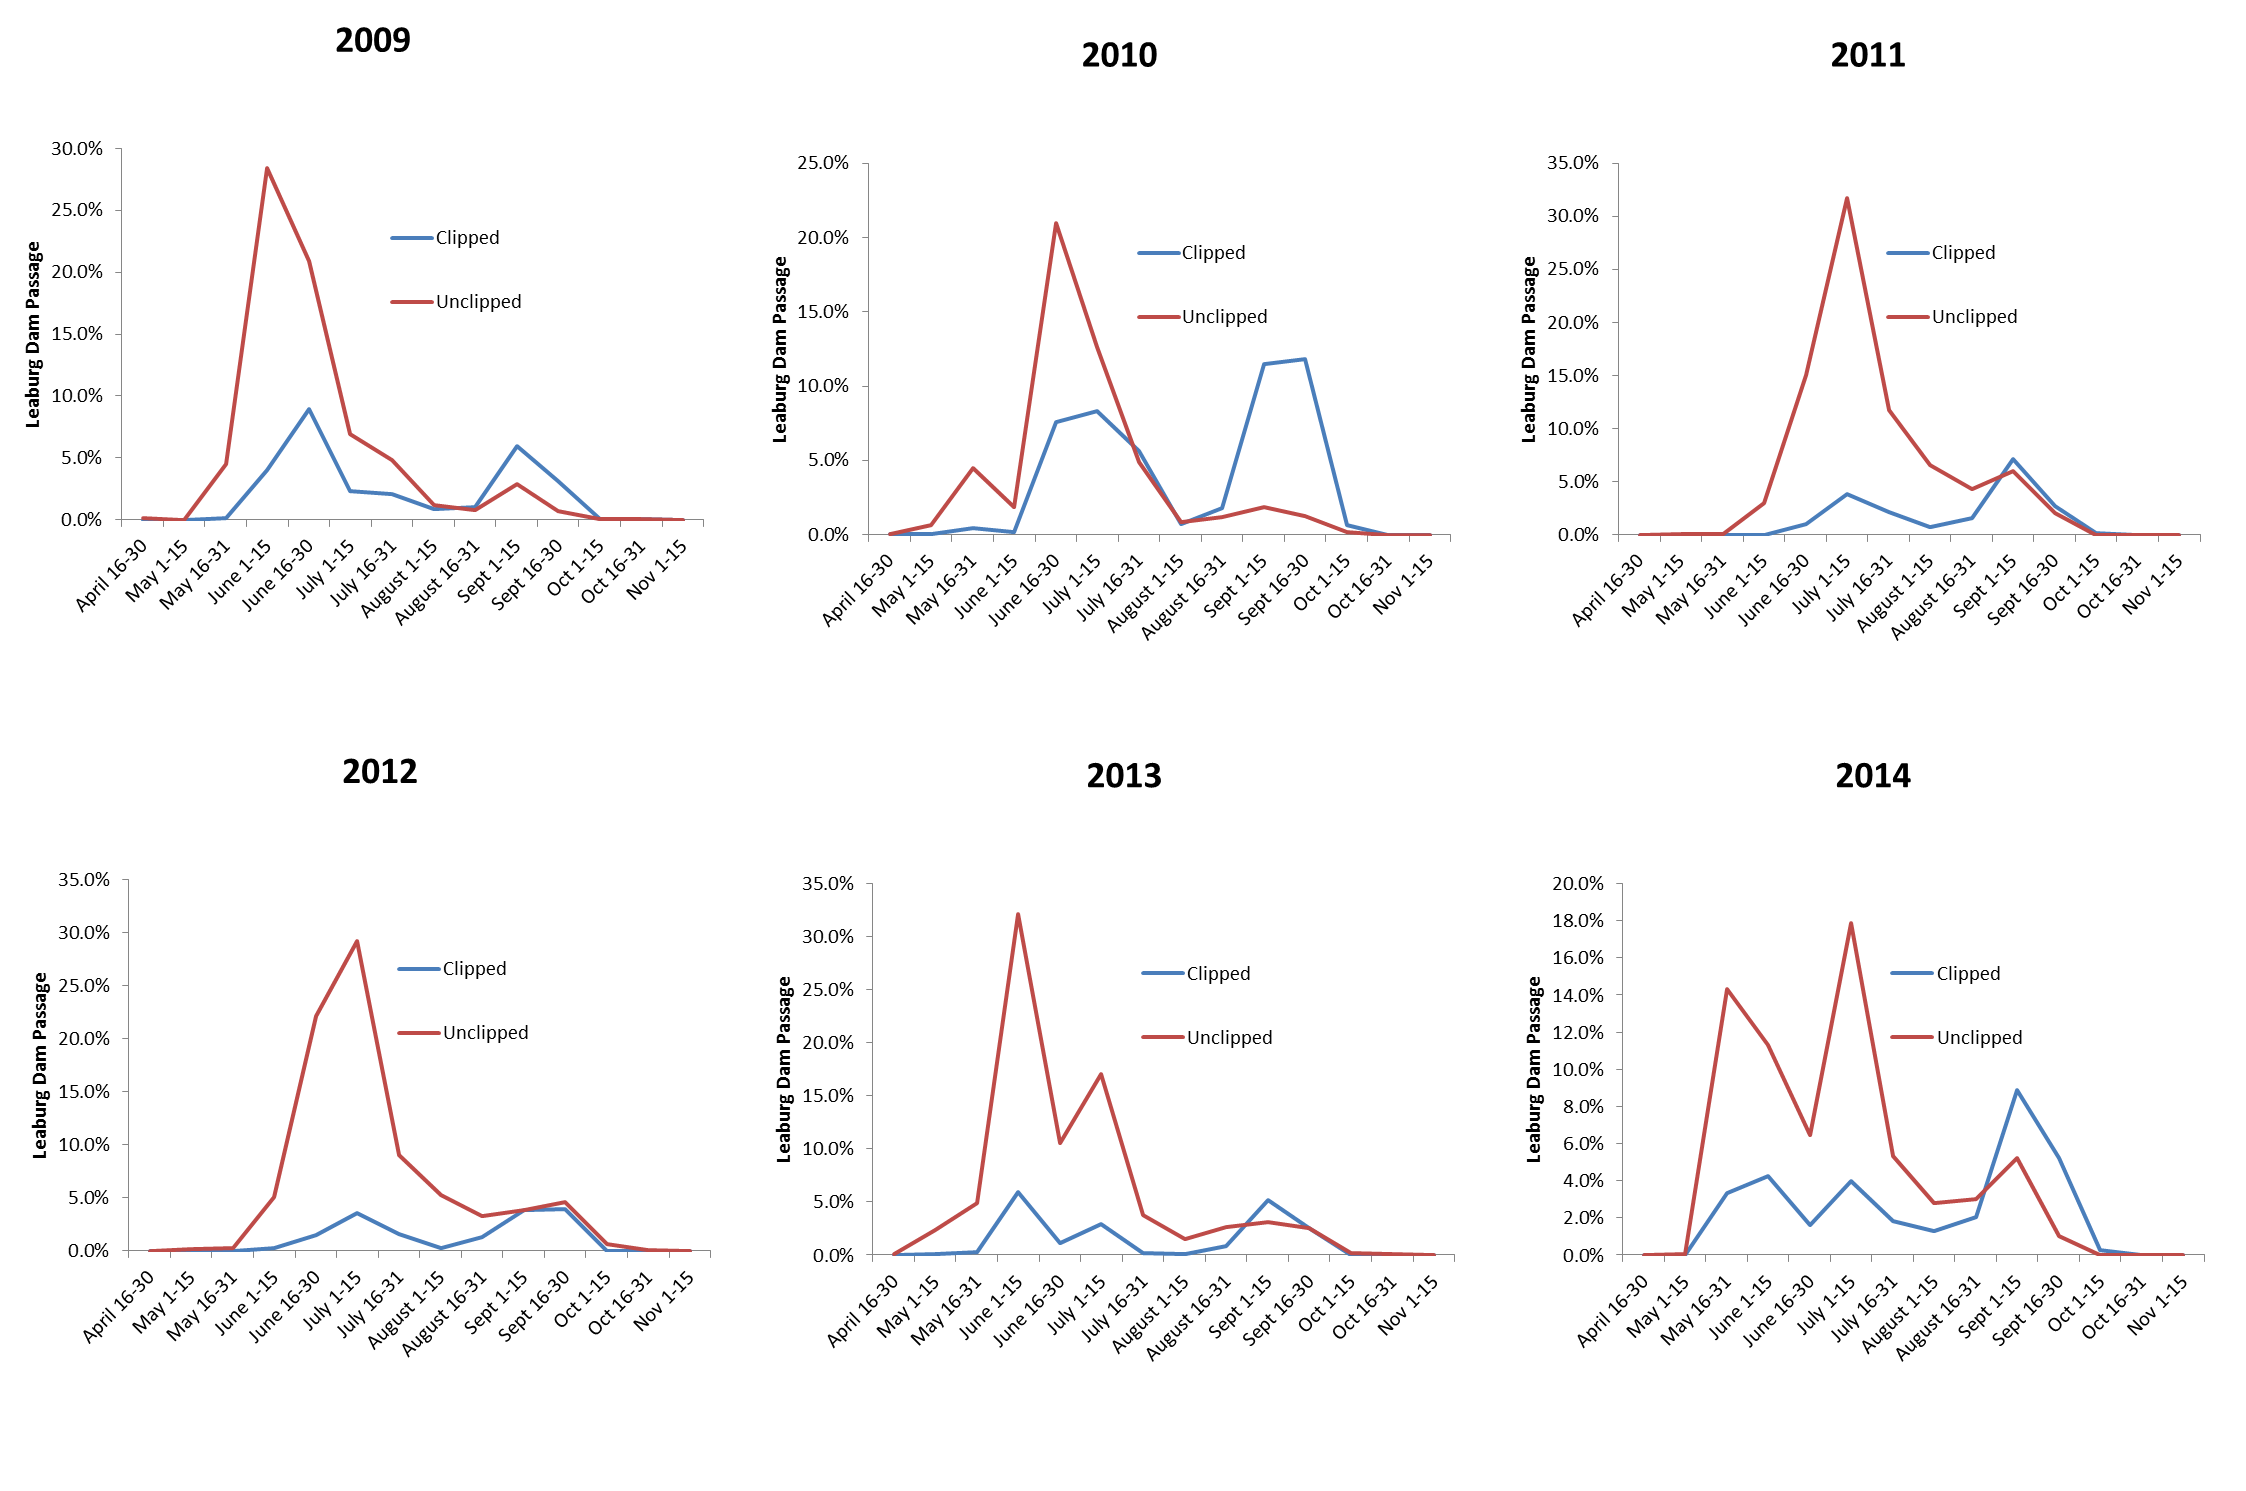 2009
30.0%
25.0%
20.0%
15.0%
10.0%
5.0%
0.0%
Leaburg Dam Passage
Clipped
Unclipped
April 16-30
May 1-15
May 16-31
June 1-15
June 16-30
July 1-15
July 16-31
August 1-15
August 16-31
Sept 1-15
Sept 16-30
Oct 1-15
Oct 16-31
Nov 1-15
2010
25.0%
20.0%
15.0%
10.0%
5.0%
0.0%
Leaburg Dam Passage
Clipped
Unclipped
April 16-30
May 1-15
May 16-31
June 1-15
June 16-30
July 1-15
July 16-31
August 1-15
August 16-31
Sept 1-15
Sept 16-30
Oct 1-15
Oct 16-31
Nov 1-15
2011
35.0%
30.0%
25.0%
20.0%
15.0%
10.0%
5.0%
0.0%
Leaburg Dam Passage
Clipped
Unclipped
April 16-30
May 1-15
May 16-31
June 1-15
June 16-30
July 1-15
July 16-31
August 1-15
August 16-31
Sept 1-15
Sept 16-30
Oct 1-15
Oct 16-31
Nov 1-15
2012
35.0%
30.0%
25.0%
20.0%
15.0%
10.0%
5.0%
0.0%
Leaburg Dam Passage
Clipped
Unclipped
April 16-30
May 1-15
May 16-31
June 1-15
June 16-30
July 1-15
July 16-31
August 1-15
August 16-31
Sept 1-15
Sept 16-30
Oct 1-15
Oct 16-31
Nov 1-15
2013
35.0%
30.0%
25.0%
20.0%
15.0%
10.0%
5.0%
0.0%
Leaburg Dam Passage
Clipped
Unclipped
April 16-30
May 1-15
May 16-31
June 1-15
June 16-30
July 1-15
July 16-31
August 1-15
August 16-31
Sept 1-15
Sept 16-30
Oct 1-15
Oct 16-31
Nov 1-15
2014
20.0%
18.0%
16.0%
14.0%
12.0%
10.0%
8.0%
6.0%
4.0%
2.0%
0.0%
Leaburg Dam Passage
Clipped
Unclipped
April 16-30
May 1-15
May 16-31
June 1-15
June 16-30
July 1-15
July 16-31
August 1-15
August 16-31
Sept 1-15
Sept 16-30
Oct 1-15
Oct 16-31
Nov 1-15